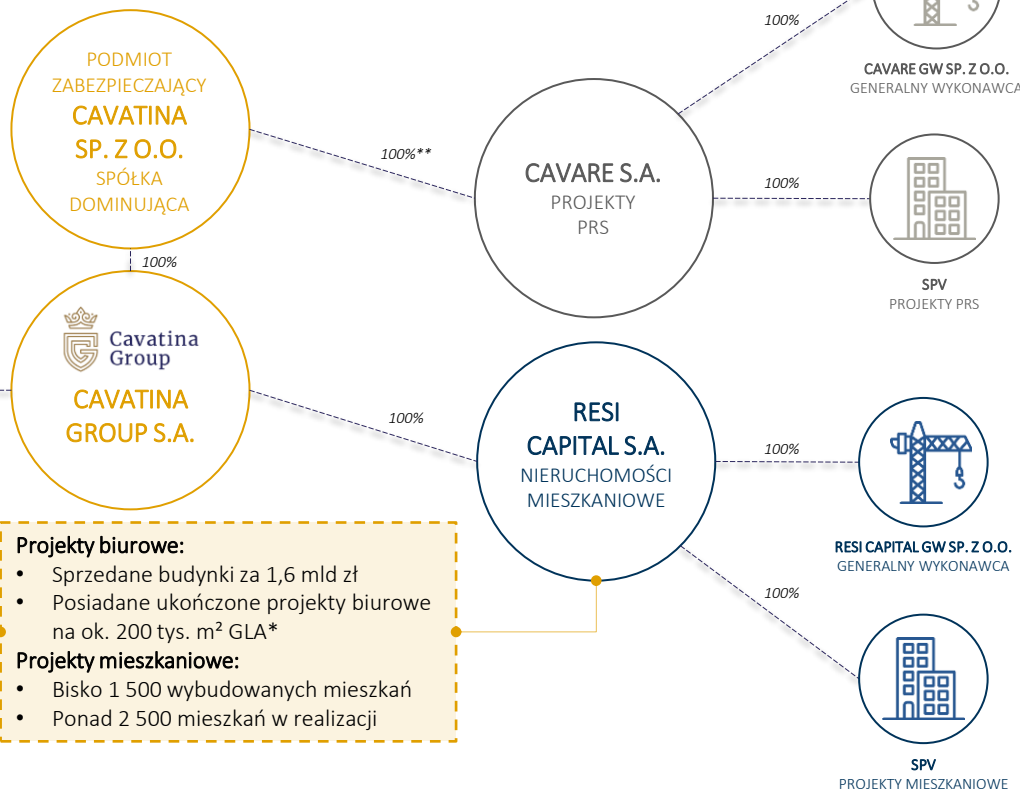 PODMIOT
ZABEZPIECZAJĄCY
CAVATINA
SP. Z O.O.
SPÓŁKA
DOMINUJĄCA
100%**
CAVARE S.A.
PROJEKTY
PRS
100%
CAVARE GW SP. Z O.O.
GENERALNY WYKONAWCA
100%
SPV
PROJEKTY PRS
100%
Cavatina
Group
CAVATINA
GROUP S.A.
100%
RESI
CAPITAL S.A.
NIERUCHOMOŚCI
MIESZKANIOWE
100%
RESI CAPITAL GW SP. Z O.O.
GENERALNY WYKONAWCA
100%
SPV
PROJEKTY MIESZKANIOWE
Projekty biurowe:
• Sprzedane budynki za 1,6 mld zł
• Posiadane ukończone projekty biurowe
na ok. 200 tys. m² GLA*
Projekty mieszkaniowe:
• Bisko 1 500 wybudowanych mieszkań
• Ponad 2 500 mieszkań w realizacji